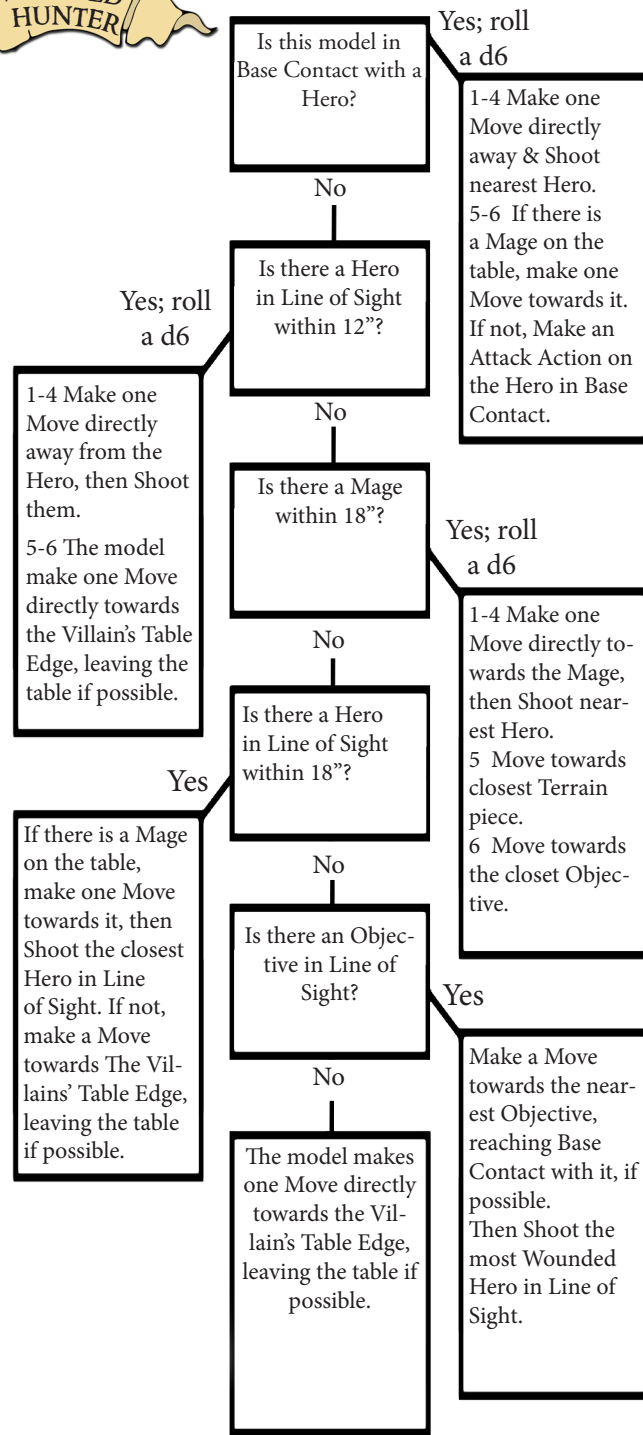 HUNTER
Is this model in
Base Contact with a
Hero?
Yes; roll
a d6
1-4 Make one
Move directly
away & Shoot
nearest Hero.
5-6 If there is
a Mage on the
table, make one
Move towards it.
If not, Make an
Attack Action on
the Hero in Base
Contact.
No
Is there a Hero
in Line of Sight
within 12”?
Yes; roll
a d6
1-4 Make one
Move directly
away from the
Hero, then Shoot
them.
5-6 The model
make one Move
directly towards
the Villain's Table
Edge, leaving the
table if possible.
No
Is there a Mage
within 18”?
Yes; roll
a d6
1-4 Make one
Move directly to-
wards the Mage,
then Shoot near-
est Hero.
5 Move towards
closest Terrain
piece.
6 Move towards
the closet Objec-
tive.
No
Is there a Hero
in Line of Sight
within 18”?
Yes
If there is a Mage
on the table,
make one Move
towards it, then
Shoot the closest
Hero in Line
of Sight. If not,
make a Move
towards The Vil-
lains’ Table Edge,
leaving the table
if possible.
No
Is there an Objec-
tive in Line of
Sight?
Yes
Make a Move
towards the near-
est Objective,
reaching Base
Contact with it, if
possible.
Then Shoot the
most Wounded
Hero in Line of
Sight.
No
The model makes
one Move directly
towards the Vil-
lain’s Table Edge,
leaving the table if
possible.